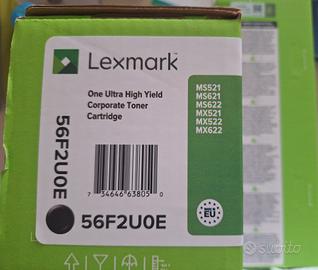 Lexmark™
One Ultra High Yield
Corporate Toner
Cartridge
MS521
MS621
MS622
MX521
MX522
MX622
56F2U0E
7 34646 63805 0
56F2U0E
EU
subito